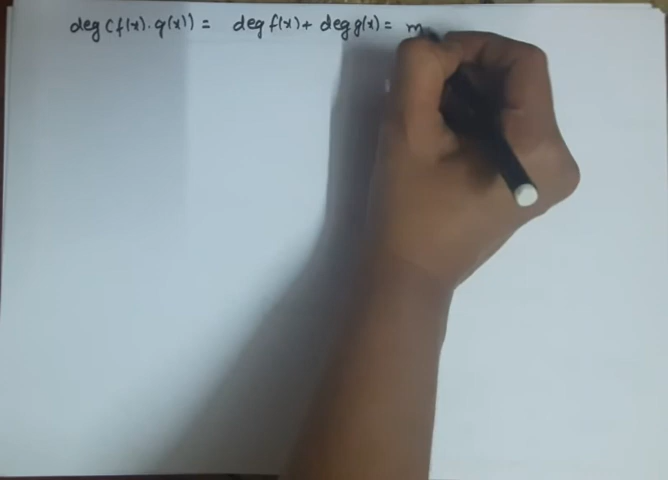 deg(f(x)·g(x)) = deg f(x) + deg g(x) = m